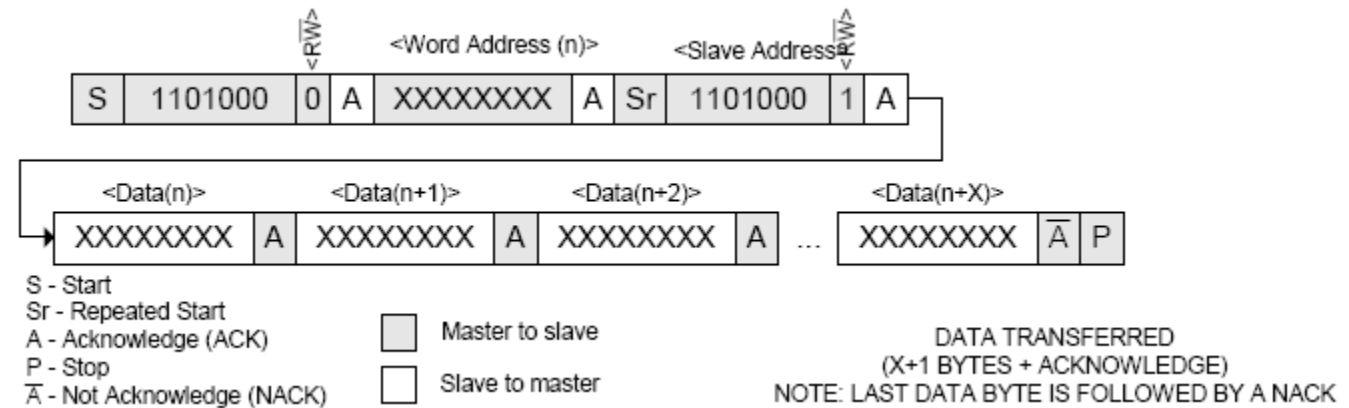 <RW̅> <Word Address (n)> <Slave Address> <RW̅>
S 1101000 0 A XXXXXXXX A Sr 1101000 1 A
<Data(n)> <Data(n+1)> <Data(n+2)> <Data(n+X)>
XXXXXXXX A XXXXXXXX A XXXXXXXX A ... XXXXXXXX A̅ P
S - Start
Sr - Repeated Start
A - Acknowledge (ACK)
P - Stop
A̅ - Not Acknowledge (NACK)
Master to slave
Slave to master
DATA TRANSFERRED
(X+1 BYTES + ACKNOWLEDGE)
NOTE: LAST DATA BYTE IS FOLLOWED BY A NACK